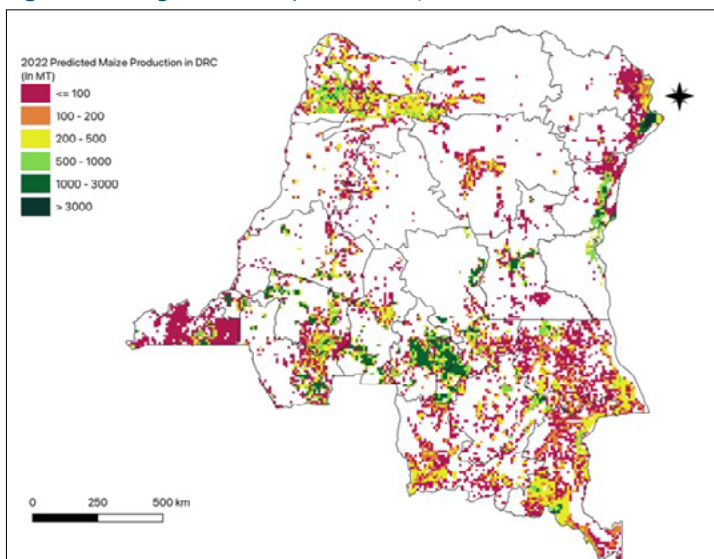 2022 Predicted Maize Production in DRC
(In MT)
<= 100
100 - 200
200 - 500
500 - 1000
1000 - 3000
> 3000
0 250 500 km